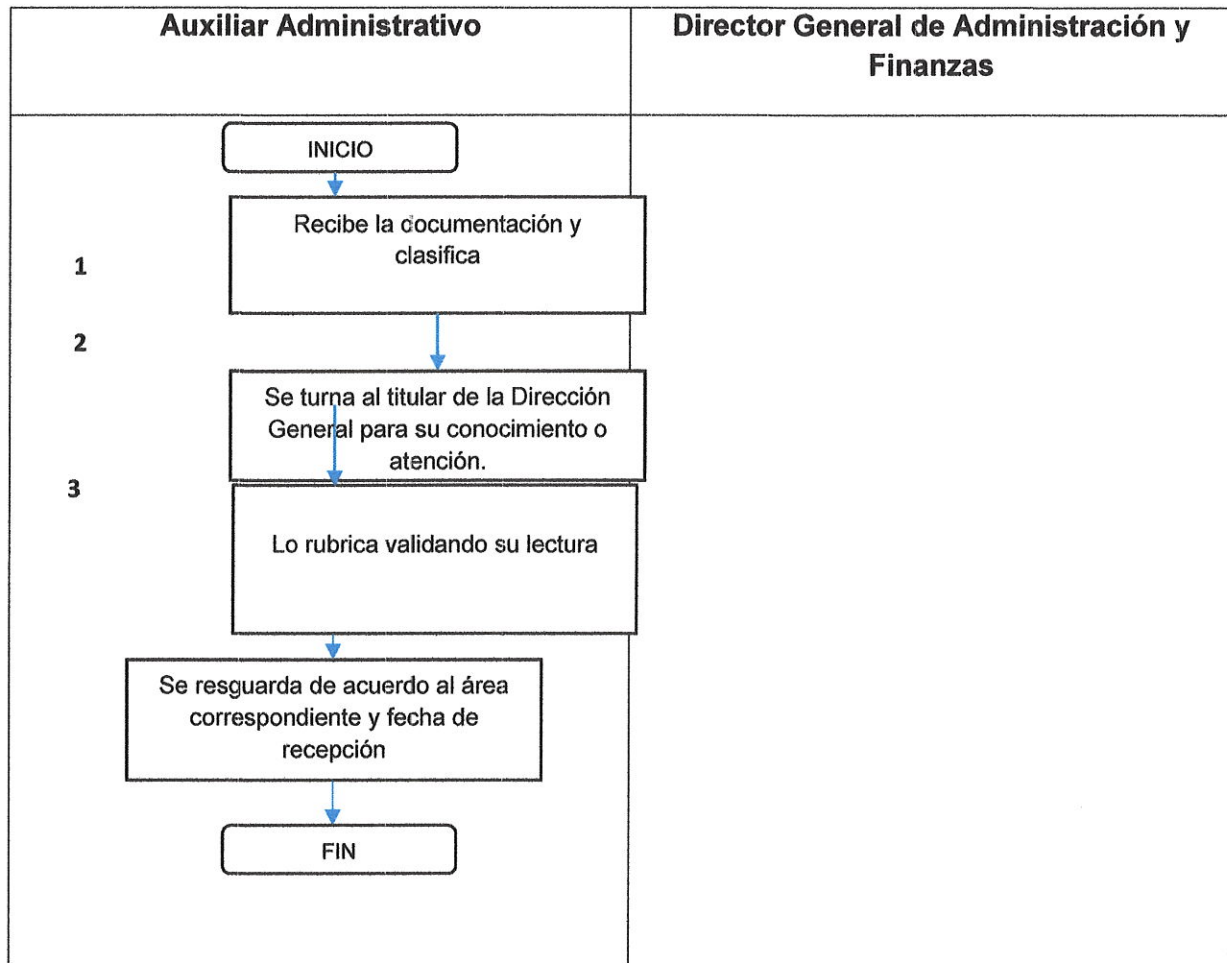 Auxiliar Administrativo
Director General de Administración y
Finanzas
INICIO
Recibe la documentación y
clasifica
1
2
Se turna al titular de la Dirección
General para su conocimiento o
atención.
3
Lo rubrica validando su lectura
Se resguarda de acuerdo al área
correspondiente y fecha de
recepción
FIN